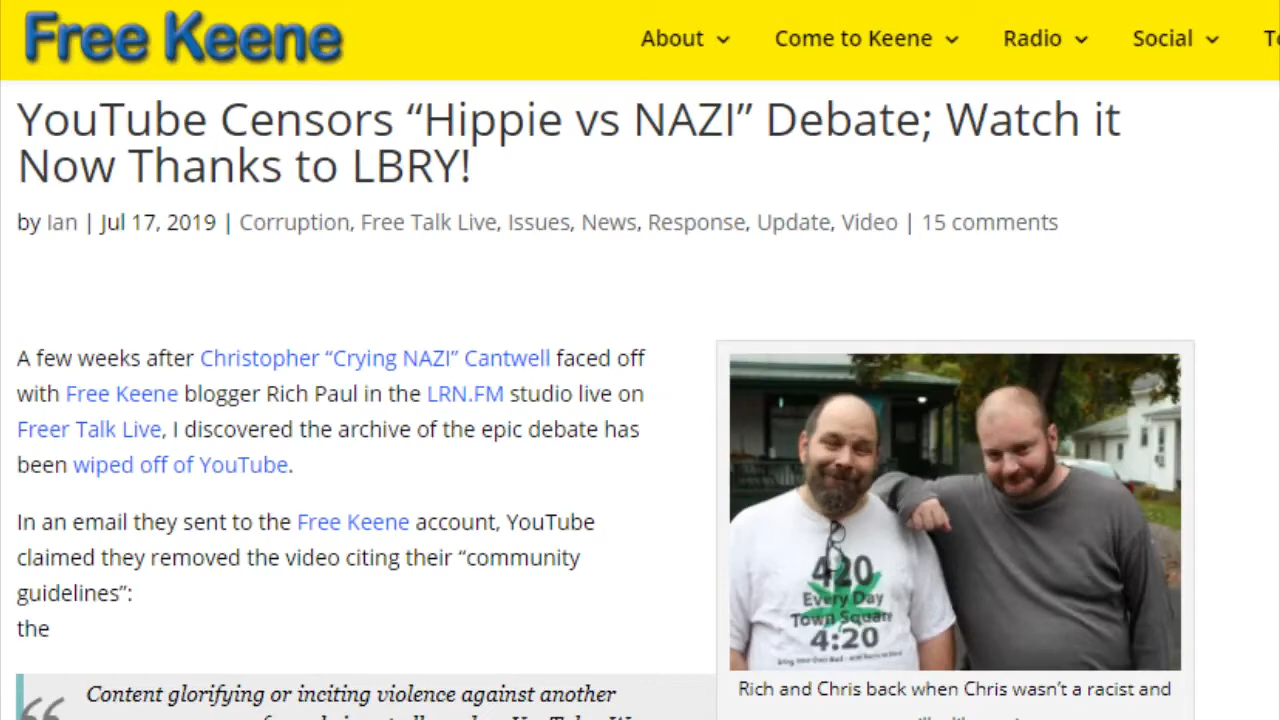 Free Keene
About
Come to Keene
Radio
Social
YouTube Censors “Hippie vs NAZI” Debate; Watch it
Now Thanks to LBRY!
by Ian | Jul 17, 2019 | Corruption, Free Talk Live, Issues, News, Response, Update, Video | 15 comments
A few weeks after Christopher “Crying NAZI” Cantwell faced off
with Free Keene blogger Rich Paul in the LRN.FM studio live on
Freer Talk Live, I discovered the archive of the epic debate has
been wiped off of YouTube.
In an email they sent to the Free Keene account, YouTube
claimed they removed the video citing their “community
guidelines”:
the
Content glorifying or inciting violence against another
420
Every Day
Town Square
4:20
Rich and Chris back when Chris wasn’t a racist and